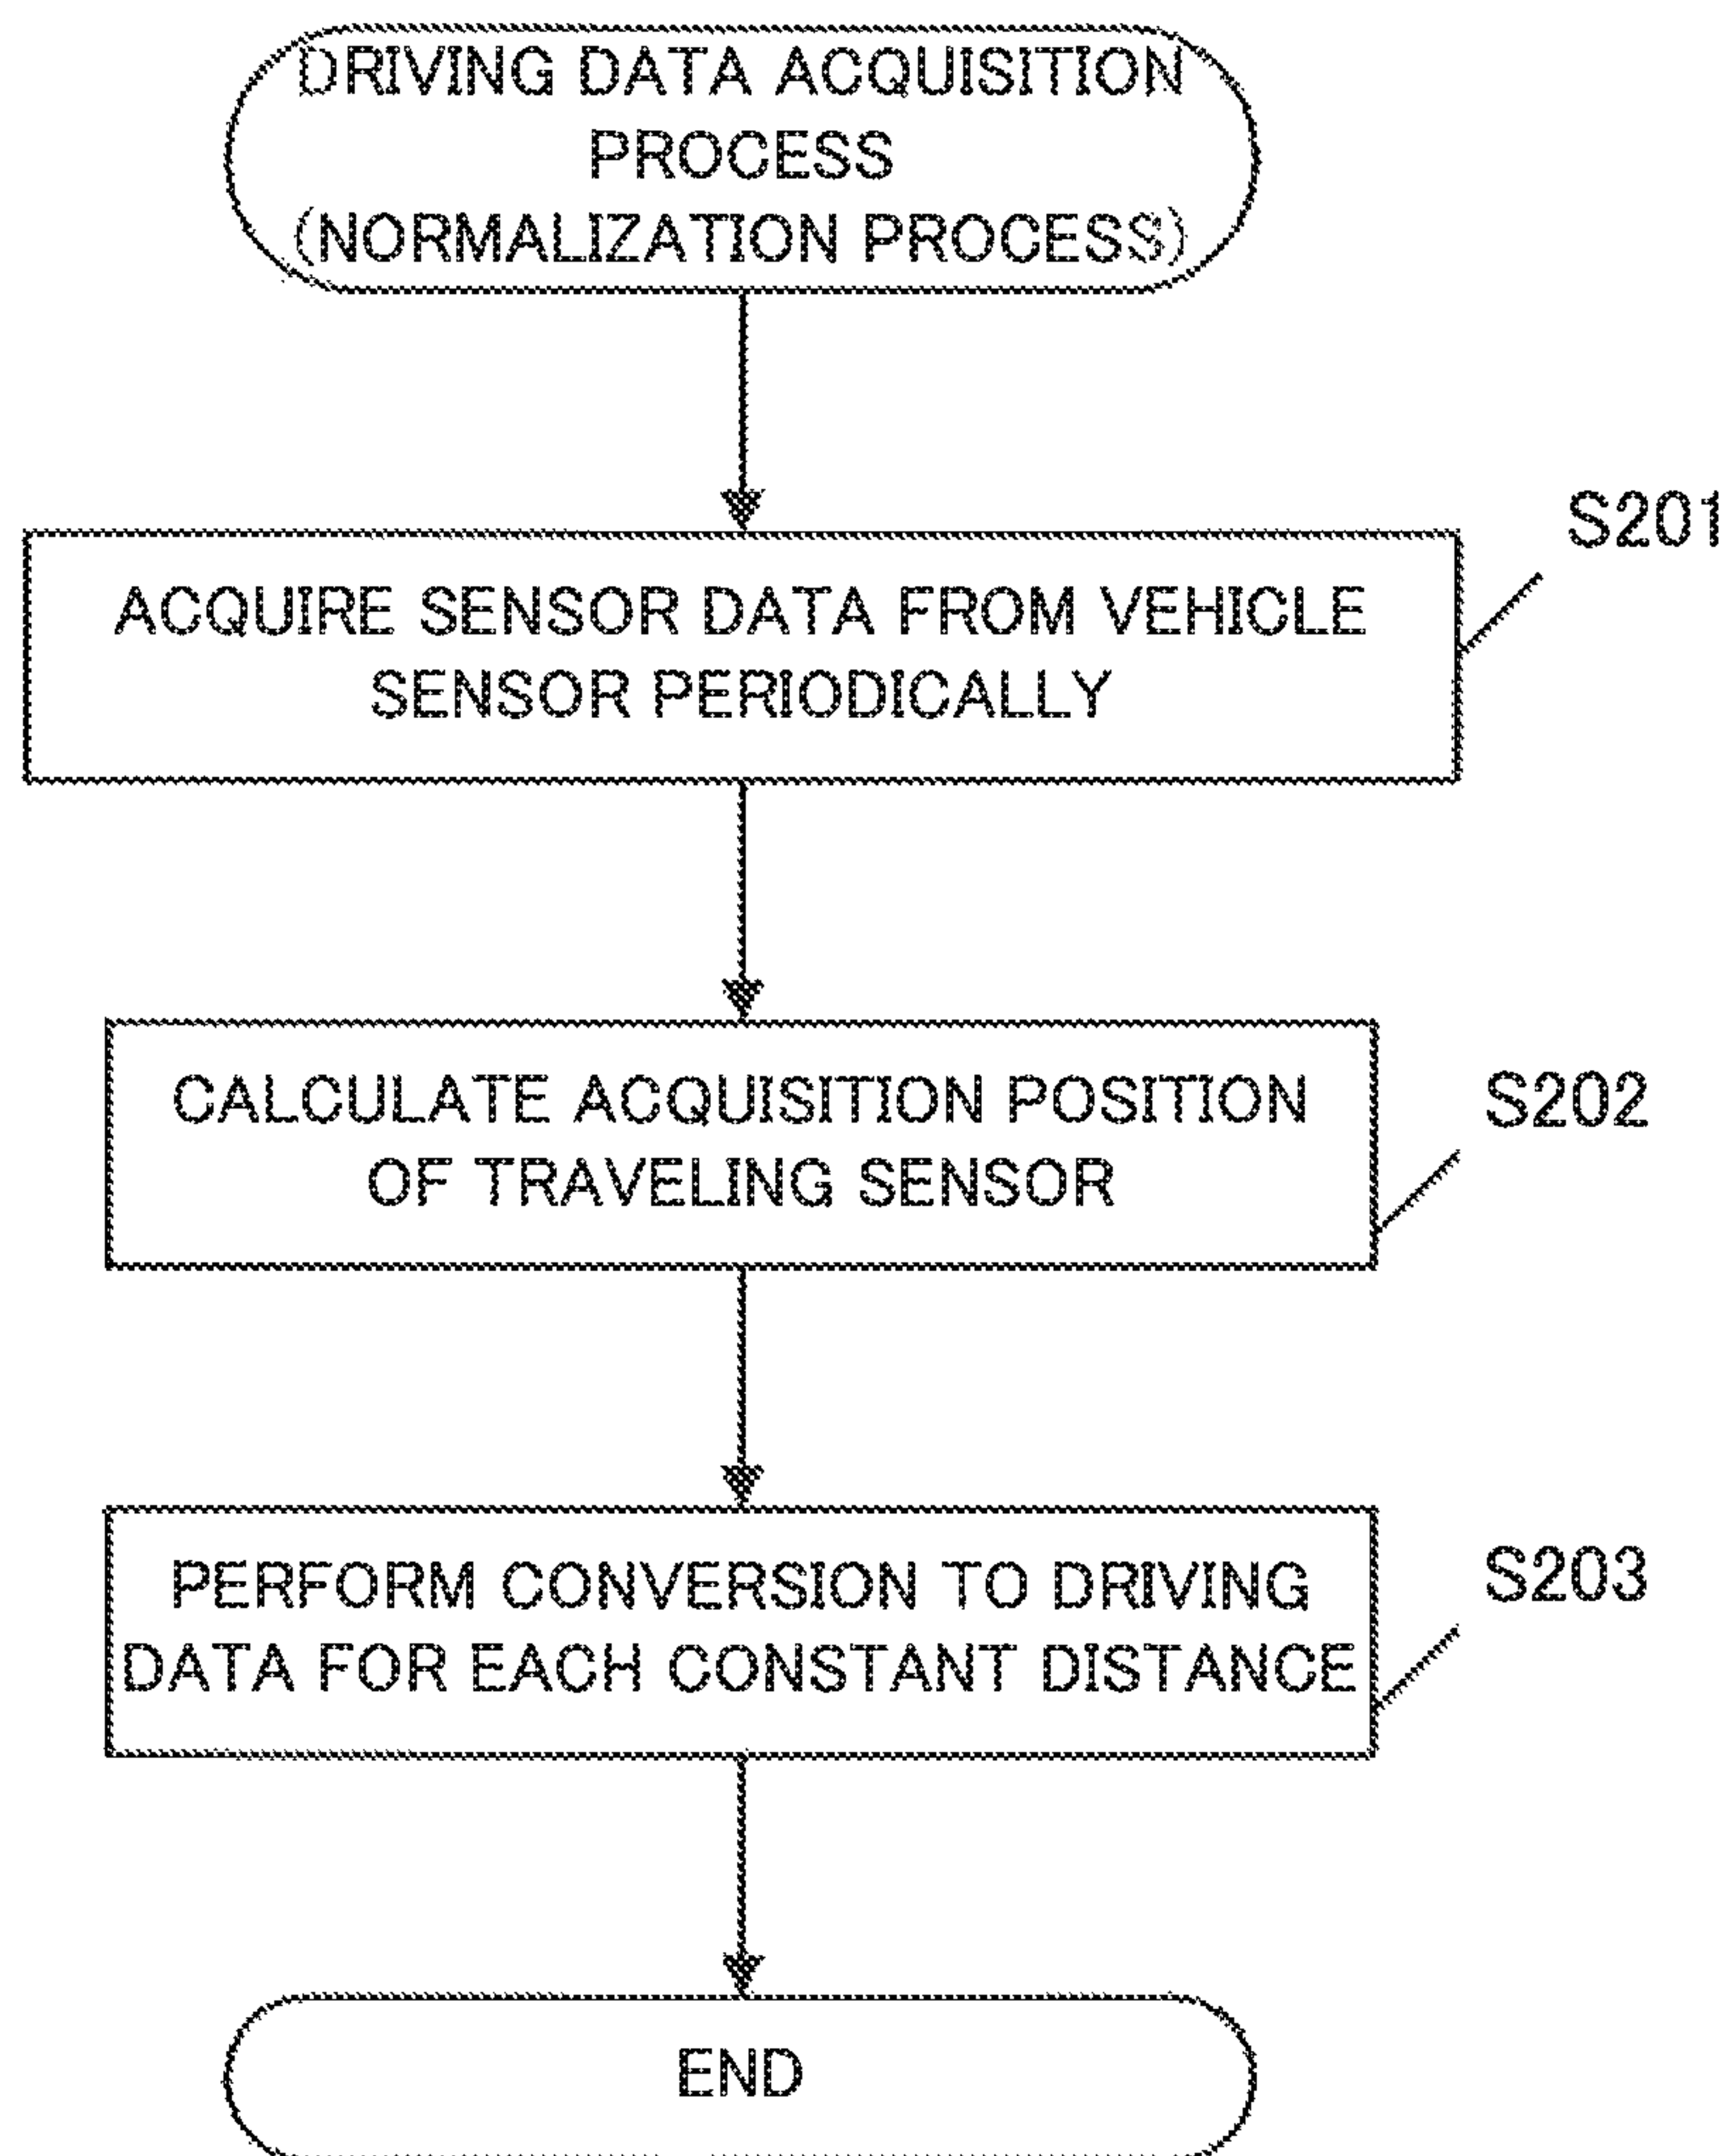 DRIVING DATA ACQUISITION
PROCESS
(NORMALIZATION PROCESS)
S201
ACQUIRE SENSOR DATA FROM VEHICLE
SENSOR PERIODICALLY
S202
CALCULATE ACQUISITION POSITION
OF TRAVELING SENSOR
S203
PERFORM CONVERSION TO DRIVING
DATA FOR EACH CONSTANT DISTANCE
END